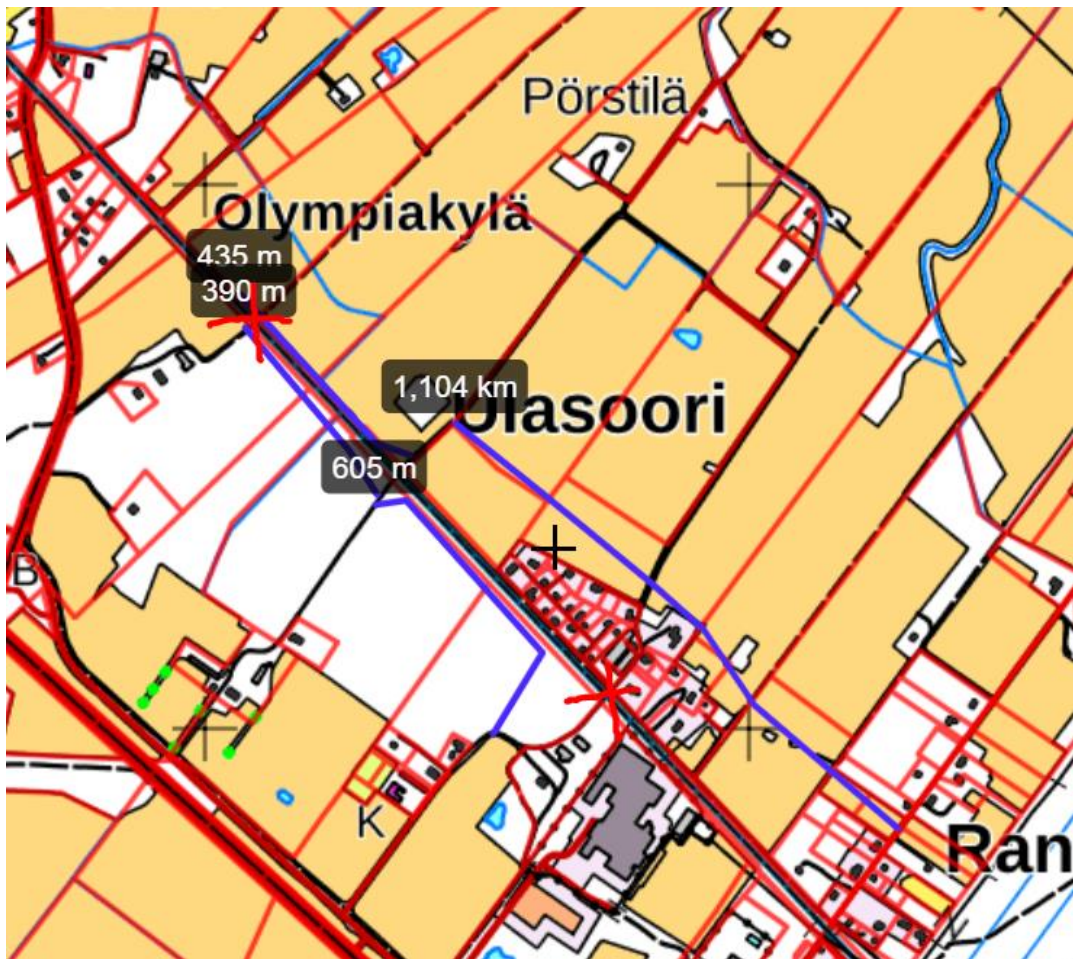 Pörstilä
Olympiakylä
435 m
390 m
1,104 km
Ulasoori
605 m
B
K
Ran